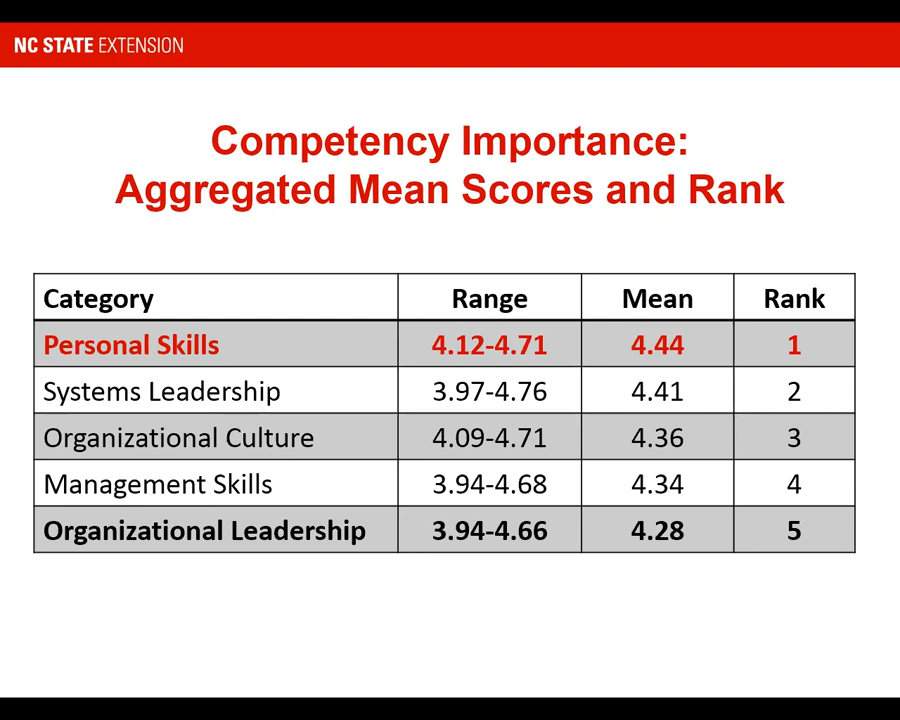 NC STATE EXTENSION
Competency Importance:
Aggregated Mean Scores and Rank
Category Range Mean Rank
Personal Skills 4.12-4.71 4.44 1
Systems Leadership 3.97-4.76 4.41 2
Organizational Culture 4.09-4.71 4.36 3
Management Skills 3.94-4.68 4.34 4
Organizational Leadership 3.94-4.66 4.28 5